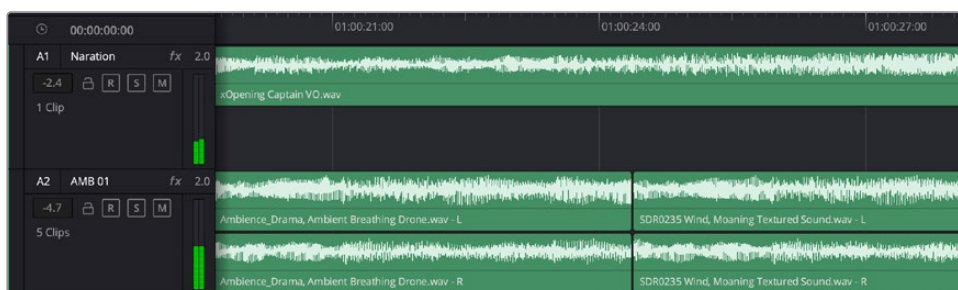 00:00:00:00
01:00:21:00
01:00:24:00
01:00:27:00
A1 Naration fx 2.0
-2.4 R S M
1 Clip
xOpening Captain VO.wav
A2 AMB 01 fx 2.0
-4.7 R S M
5 Clips
Ambience_Drama, Ambient Breathing Drone.wav - L
SDR0235 Wind, Moaning Textured Sound.wav - L
Ambience_Drama, Ambient Breathing Drone.wav - R
SDR0235 Wind, Moaning Textured Sound.wav - R